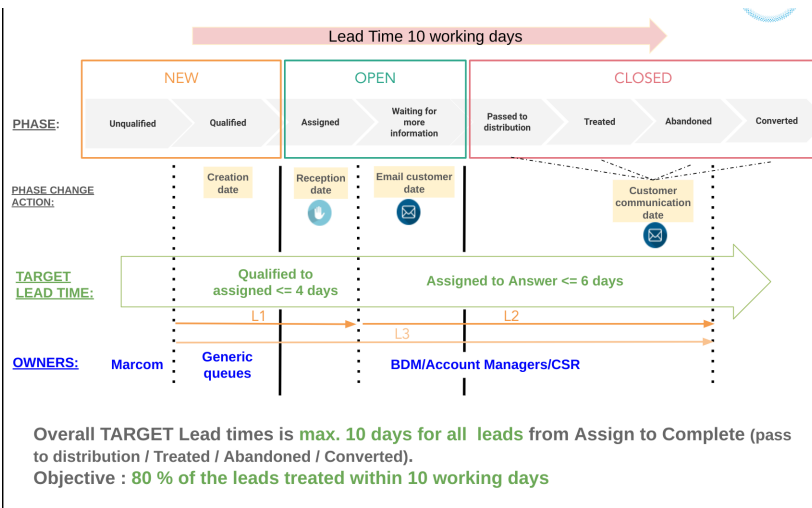 Lead Time 10 working days
NEW
OPEN
CLOSED
PHASE:
Unqualified
Qualified
Assigned
Waiting for
more
information
Passed to
distribution
Treated
Abandoned
Converted
PHASE CHANGE
ACTION:
Creation
date
Reception
date
Email customer
date
Customer
communication
date
TARGET
LEAD TIME:
Qualified to
assigned <= 4 days
Assigned to Answer <= 6 days
L1
L2
L3
OWNERS:
Marcom
Generic
queues
BDM/Account Managers/CSR
Overall TARGET Lead times is max. 10 days for all leads from Assign to Complete (pass
to distribution / Treated / Abandoned / Converted).
Objective : 80 % of the leads treated within 10 working days